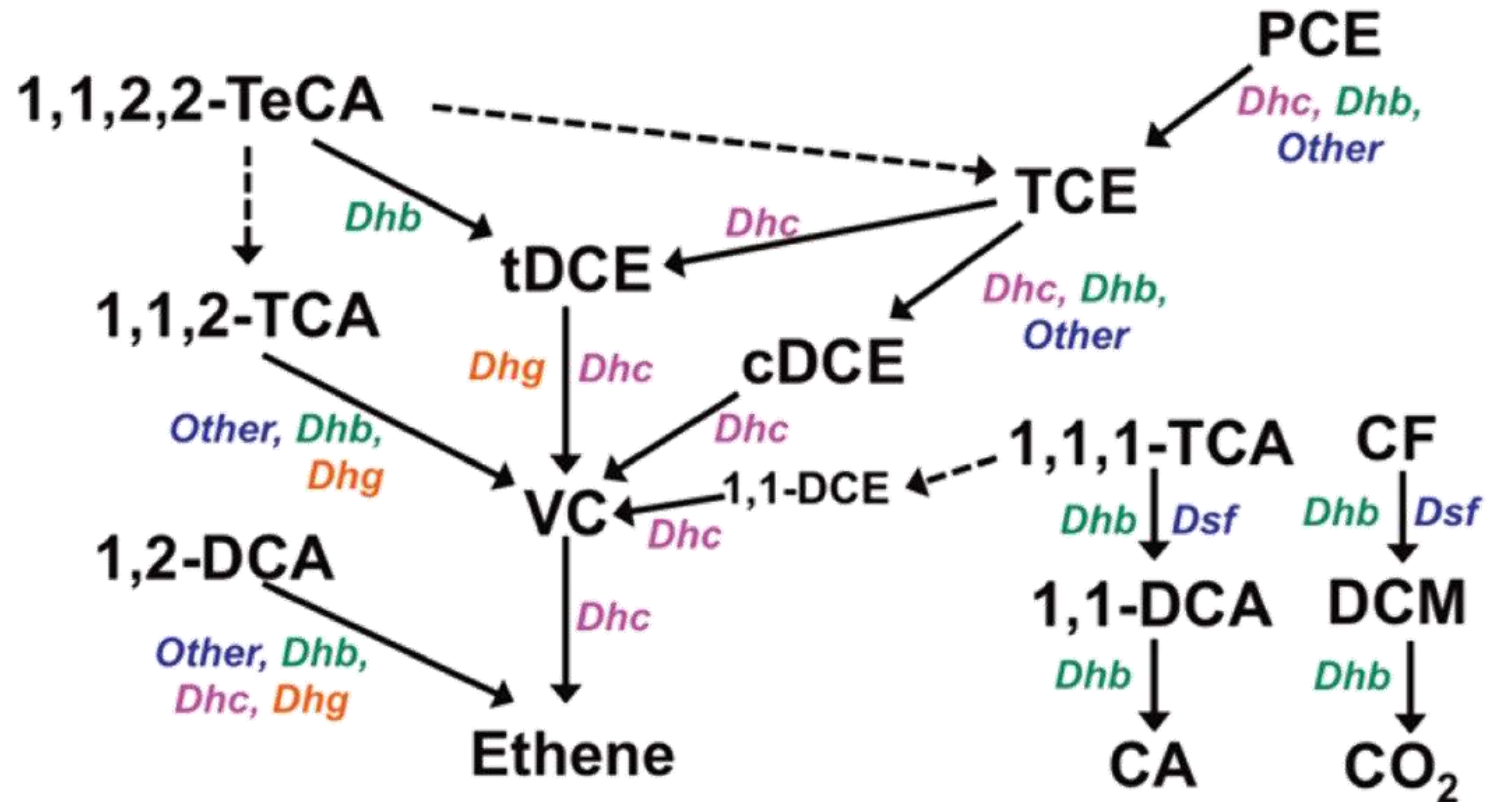 PCE
1,1,2,2-TeCA
Dhc, Dhb,
Other
TCE
Dhb
Dhc
tDCE
Dhc, Dhb,
Other
1,1,2-TCA
Dhg
Dhc
cDCE
Other, Dhb,
Dhg
Dhc
1,1,1-TCA
CF
1,1-DCE
VC
Dhc
Dhb
Dsf
Dhb
Dsf
1,2-DCA
Dhc
1,1-DCA
DCM
Other, Dhb,
Dhc, Dhg
Dhb
Dhb
Ethene
CA
CO₂